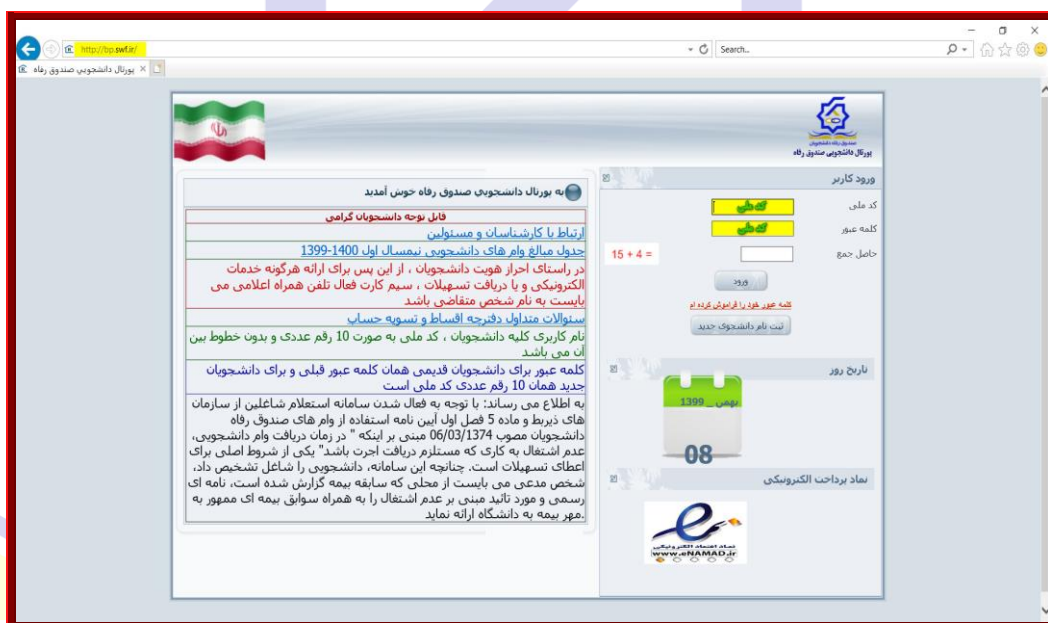 http://bp.swf.ir/
Search...
پورتال دانشجویی صندوق رفاه
صندوق رفاه دانشجویان
پورتال دانشجویی صندوق رفاه
ورود کاربر
کد ملی
کد ملی
کلمه عبور
کد ملی
حاصل جمع
15 + 4 =
ورود
کلمه عبور خود را فراموش کرده ام
ثبت نام دانشجوی جدید
تاریخ روز
بهمن _ 1399
08
نماد پرداخت الکترونیکی
نماد اعتماد الکترونیکی
www.eNAMAD.ir
به پورتال دانشجویی صندوق رفاه خوش آمدید
قابل توجه دانشجویان گرامی
ارتباط با کارشناسان و مسئولین
جدول مبالغ وام های دانشجویی نیمسال اول 1400-1399
در راستای احراز هویت دانشجویان ، از این پس برای ارائه هرگونه خدمات
الکترونیکی و یا دریافت تسهیلات ، سیم کارت فعال تلفن همراه اعلامی می
بایست به نام شخص متقاضی باشد
سئوالات متداول دفترچه اقساط و تسویه حساب
نام کاربری کلیه دانشجویان ، کد ملی به صورت 10 رقم عددی و بدون خطوط بین
آن می باشد
کلمه عبور برای دانشجویان قدیمی همان کلمه عبور قبلی و برای دانشجویان
جدید همان 10 رقم عددی کد ملی است
به اطلاع می رساند: با توجه به فعال شدن سامانه استعلام شاغلین از سازمان
های ذیربط و ماده 5 فصل اول آیین نامه استفاده از وام های صندوق رفاه
دانشجویان مصوب 06/03/1374 مبنی بر اینکه " در زمان دریافت وام دانشجویی،
عدم اشتغال به کاری که مستلزم دریافت اجرت باشد" یکی از شروط اصلی برای
اعطای تسهیلات است. چنانچه این سامانه، دانشجویی را شاغل تشخیص داد،
شخص مدعی می بایست از محلی که سابقه بیمه گزارش شده است، نامه ای
رسمی و مورد تائید مبنی بر عدم اشتغال را به همراه سوابق بیمه ای ممهور به
.مهر بیمه به دانشگاه ارائه نماید